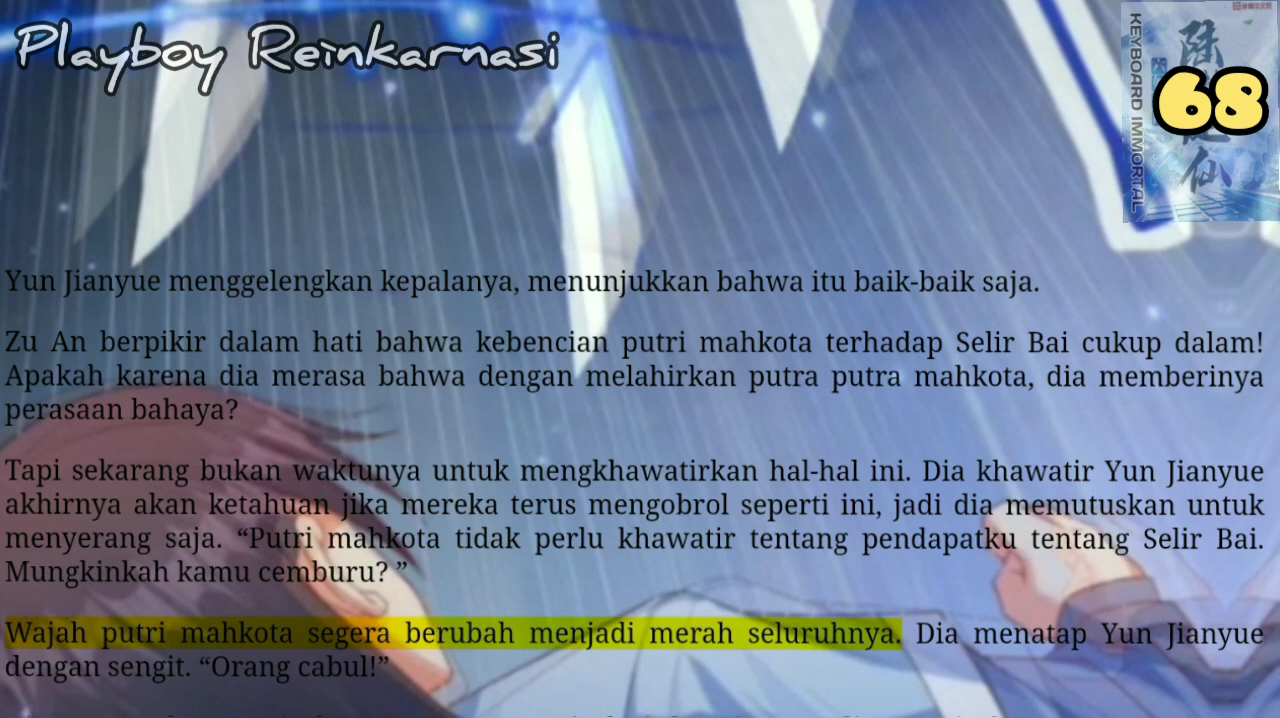 Playboy Reinkarnasi
KEYBOARD IMMORTAL
68
Yun Jianyue menggelengkan kepalanya, menunjukkan bahwa itu baik-baik saja.
Zu An berpikir dalam hati bahwa kebencian putri mahkota terhadap Selir Bai cukup dalam!
Apakah karena dia merasa bahwa dengan melahirkan putra putra mahkota, dia memberinya
perasaan bahaya?
Tapi sekarang bukan waktunya untuk mengkhawatirkan hal-hal ini. Dia khawatir Yun Jianyue
akhirnya akan ketahuan jika mereka terus mengobrol seperti ini, jadi dia memutuskan untuk
menyerang saja. “Putri mahkota tidak perlu khawatir tentang pendapatku tentang Selir Bai.
Mungkinkah kamu cemburu? ”
Wajah putri mahkota segera berubah menjadi merah seluruhnya. Dia menatap Yun Jianyue
dengan sengit. “Orang cabul!”